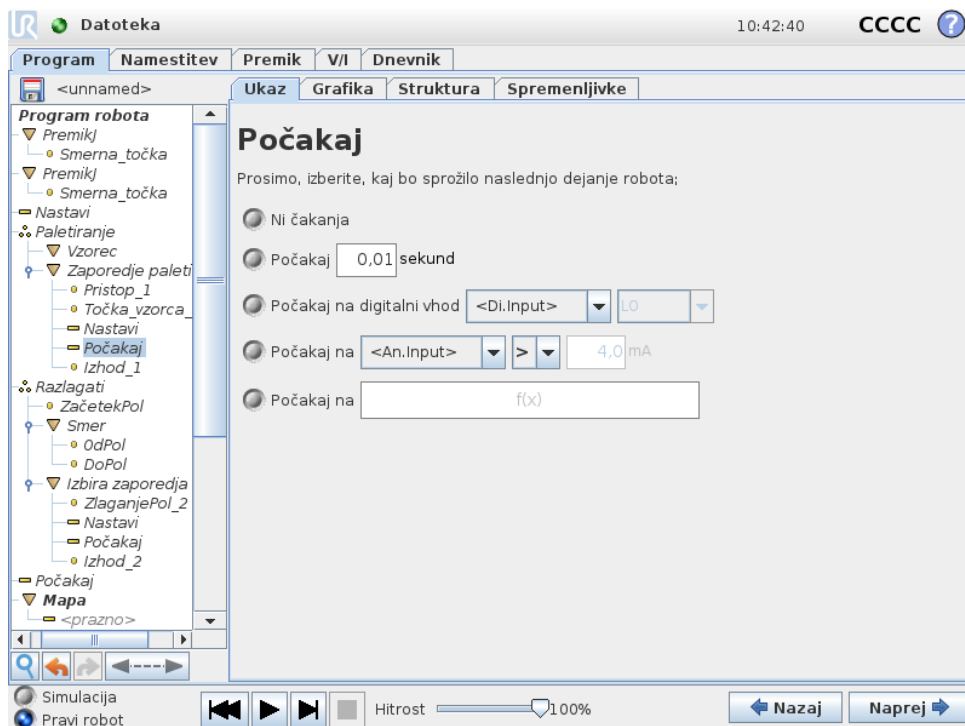 UR Datoteka 10:42:40 CCCC ?
Program Namestitev Premik V/I Dnevnik
<unnamed>
Ukaz Grafika Struktura Spremenljivke
Program robota
PremikJ
Smerna_točka
PremikJ
Smerna_točka
Nastavi
Paletiranje
Vzorec
Zaporedje paleti
Pristop_1
Točka_vzorca_
Nastavi
Počakaj
Izhod_1
Razlagati
ZačetekPol
Smer
OdPol
DoPol
Izbira zaporedja
ZlaganjePol_2
Nastavi
Počakaj
Izhod_2
Počakaj
Mapa
<prazno>
Počakaj
Prosimo, izberite, kaj bo sprožilo naslednjo dejanje robota;
Ni čakanja
Počakaj 0,01 sekund
Počakaj na digitalni vhod <Di.Input> LO
Počakaj na <An.Input> > 4,0 mA
Počakaj na f(x)
Simulacija
Pravi robot
Hitrost 100%
Nazaj Naprej